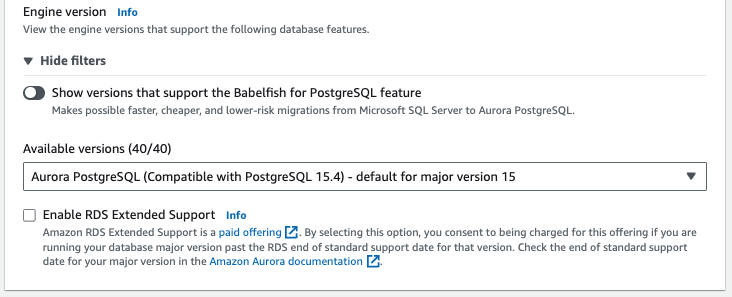 Engine version Info
View the engine versions that support the following database features.
Hide filters
Show versions that support the Babelfish for PostgreSQL feature
Makes possible faster, cheaper, and lower-risk migrations from Microsoft SQL Server to Aurora PostgreSQL.
Available versions (40/40)
Aurora PostgreSQL (Compatible with PostgreSQL 15.4) - default for major version 15
Enable RDS Extended Support Info
Amazon RDS Extended Support is a paid offering. By selecting this option, you consent to being charged for this offering if you are
running your database major version past the RDS end of standard support date for that version. Check the end of standard support
date for your major version in the Amazon Aurora documentation.